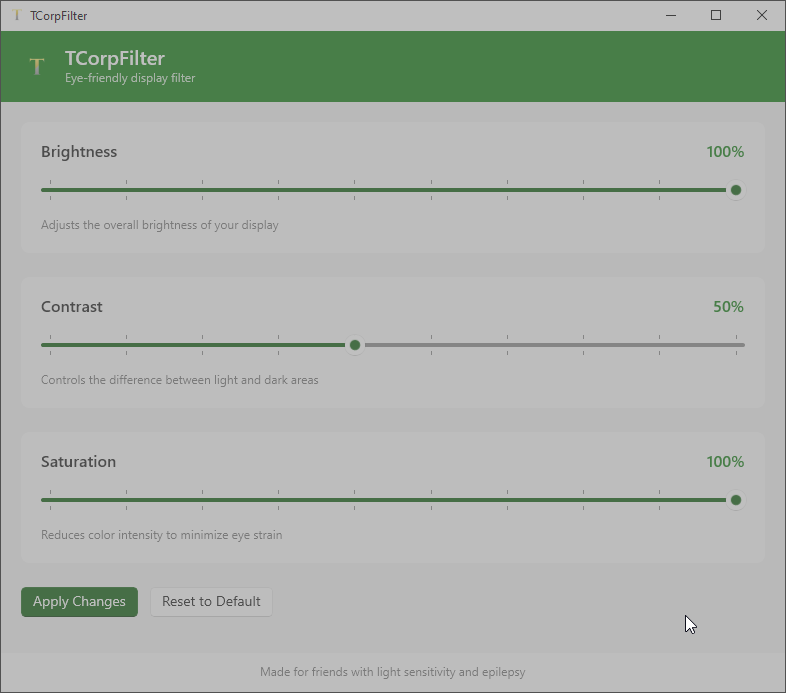 TCorpFilter
T
TCorpFilter
Eye-friendly display filter
Brightness
100%
Adjusts the overall brightness of your display
Contrast
50%
Controls the difference between light and dark areas
Saturation
100%
Reduces color intensity to minimize eye strain
Apply Changes
Reset to Default
Made for friends with light sensitivity and epilepsy